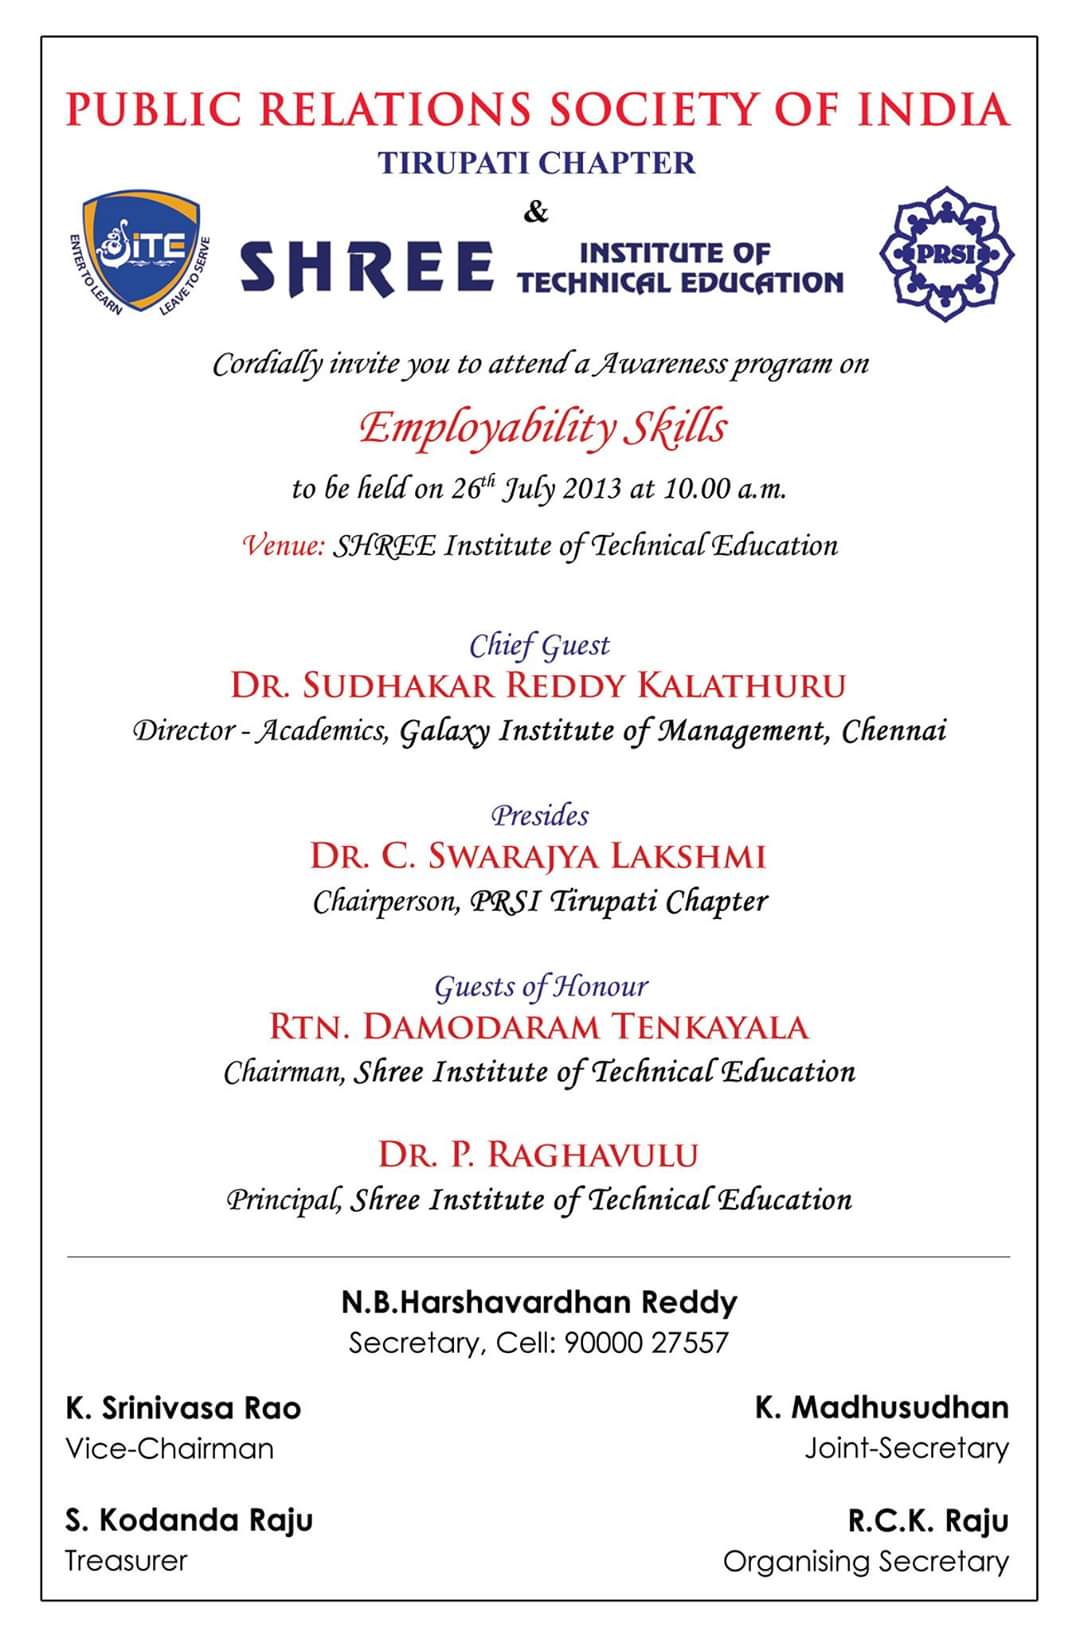 PUBLIC RELATIONS SOCIETY OF INDIA
TIRUPATI CHAPTER
&
SITE
ENTER TO LEARN
LEAVE TO SERVE
SHREE
INSTITUTE OF
TECHNICAL EDUCATION
PRSI
Cordially invite you to attend a Awareness program on
Employability Skills
to be held on 26th July 2013 at 10.00 a.m.
Venue: SHREE Institute of Technical Education
Chief Guest
DR. SUDHAKAR REDDY KALATHURU
Director - Academics, Galaxy Institute of Management, Chennai
Presides
DR. C. SWARAJYA LAKSHMI
Chairperson, PRSI Tirupati Chapter
Guests of Honour
RTN. DAMODARAM TENKAYALA
Chairman, Shree Institute of Technical Education
DR. P. RAGHAVULU
Principal, Shree Institute of Technical Education
N.B.Harshavardhan Reddy
Secretary, Cell: 90000 27557
K. Srinivasa Rao
Vice-Chairman
K. Madhusudhan
Joint-Secretary
S. Kodanda Raju
Treasurer
R.C.K. Raju
Organising Secretary